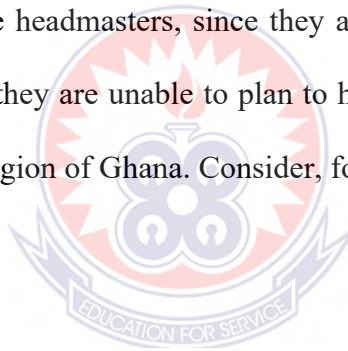 e headmasters, since they a
they are unable to plan to h
gion of Ghana. Consider, fo
EDUCATION FOR SERVICE